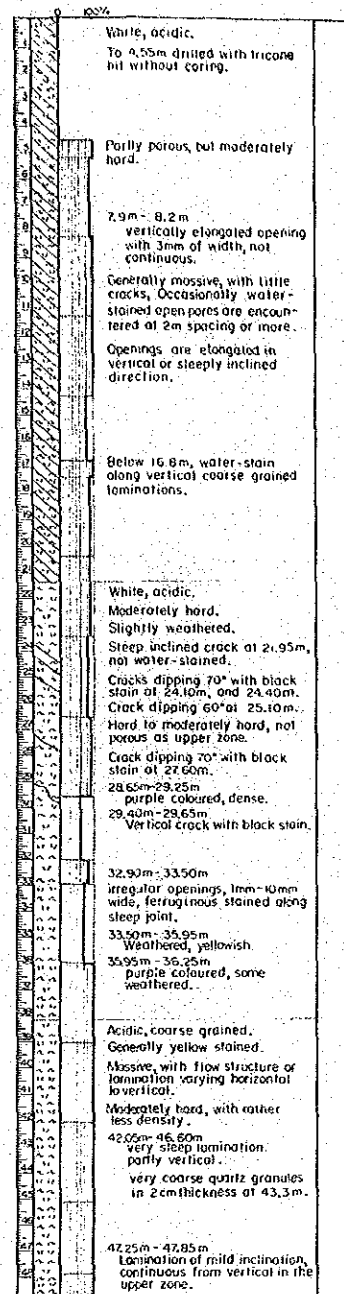 0 100%
White, acidic.
To 4.55m drilled with tricone
bit without coring.
Partly porous, but moderately
hard.
7.9m- 8.2m
vertically elongated opening
with 3mm of width, not
continuous.
Generally massive, with little
cracks, Occasionally water-
stained open pores are encoun-
tered at 2m spacing or more.
Openings are elongated in
vertical or steeply inclined
direction.
Below 16.8m, water-stain
along vertical coarse grained
laminations.
White, acidic.
Moderately hard.
Slightly weathered.
Steep inclined crack at 21.95m,
not water-stained.
Cracks dipping 70° with black
stain at 24.10m, and 24.40m.
Crack dipping 60° at 25.10m.
Hard to moderately hard, not
porous as upper zone.
Crack dipping 70° with black
stain at 27.60m.
28.65m-29.25m
purple coloured, dense.
29.40m-29.65m
Vertical crack with black stain.
32.90m-33.50m
irregular openings, 1mm-10mm
wide, ferruginous stained along
steep joint.
33.50m-35.95m
Weathered, yellowish
35.95m-36.25m
purple coloured, some
weathered.
Acidic, coarse grained.
Generally yellow stained.
Massive, with flow structure or
lamination varying horizontal
to vertical.
Moderately hard, with rather
less density.
42.05m-46.60m
very steep lamination.
partly vertical.
very coarse quartz granules
in 2cm thickness at 43.3m.
47.25m-47.85m
Lamination of mild inclination,
continuous from vertical in the
upper zone.